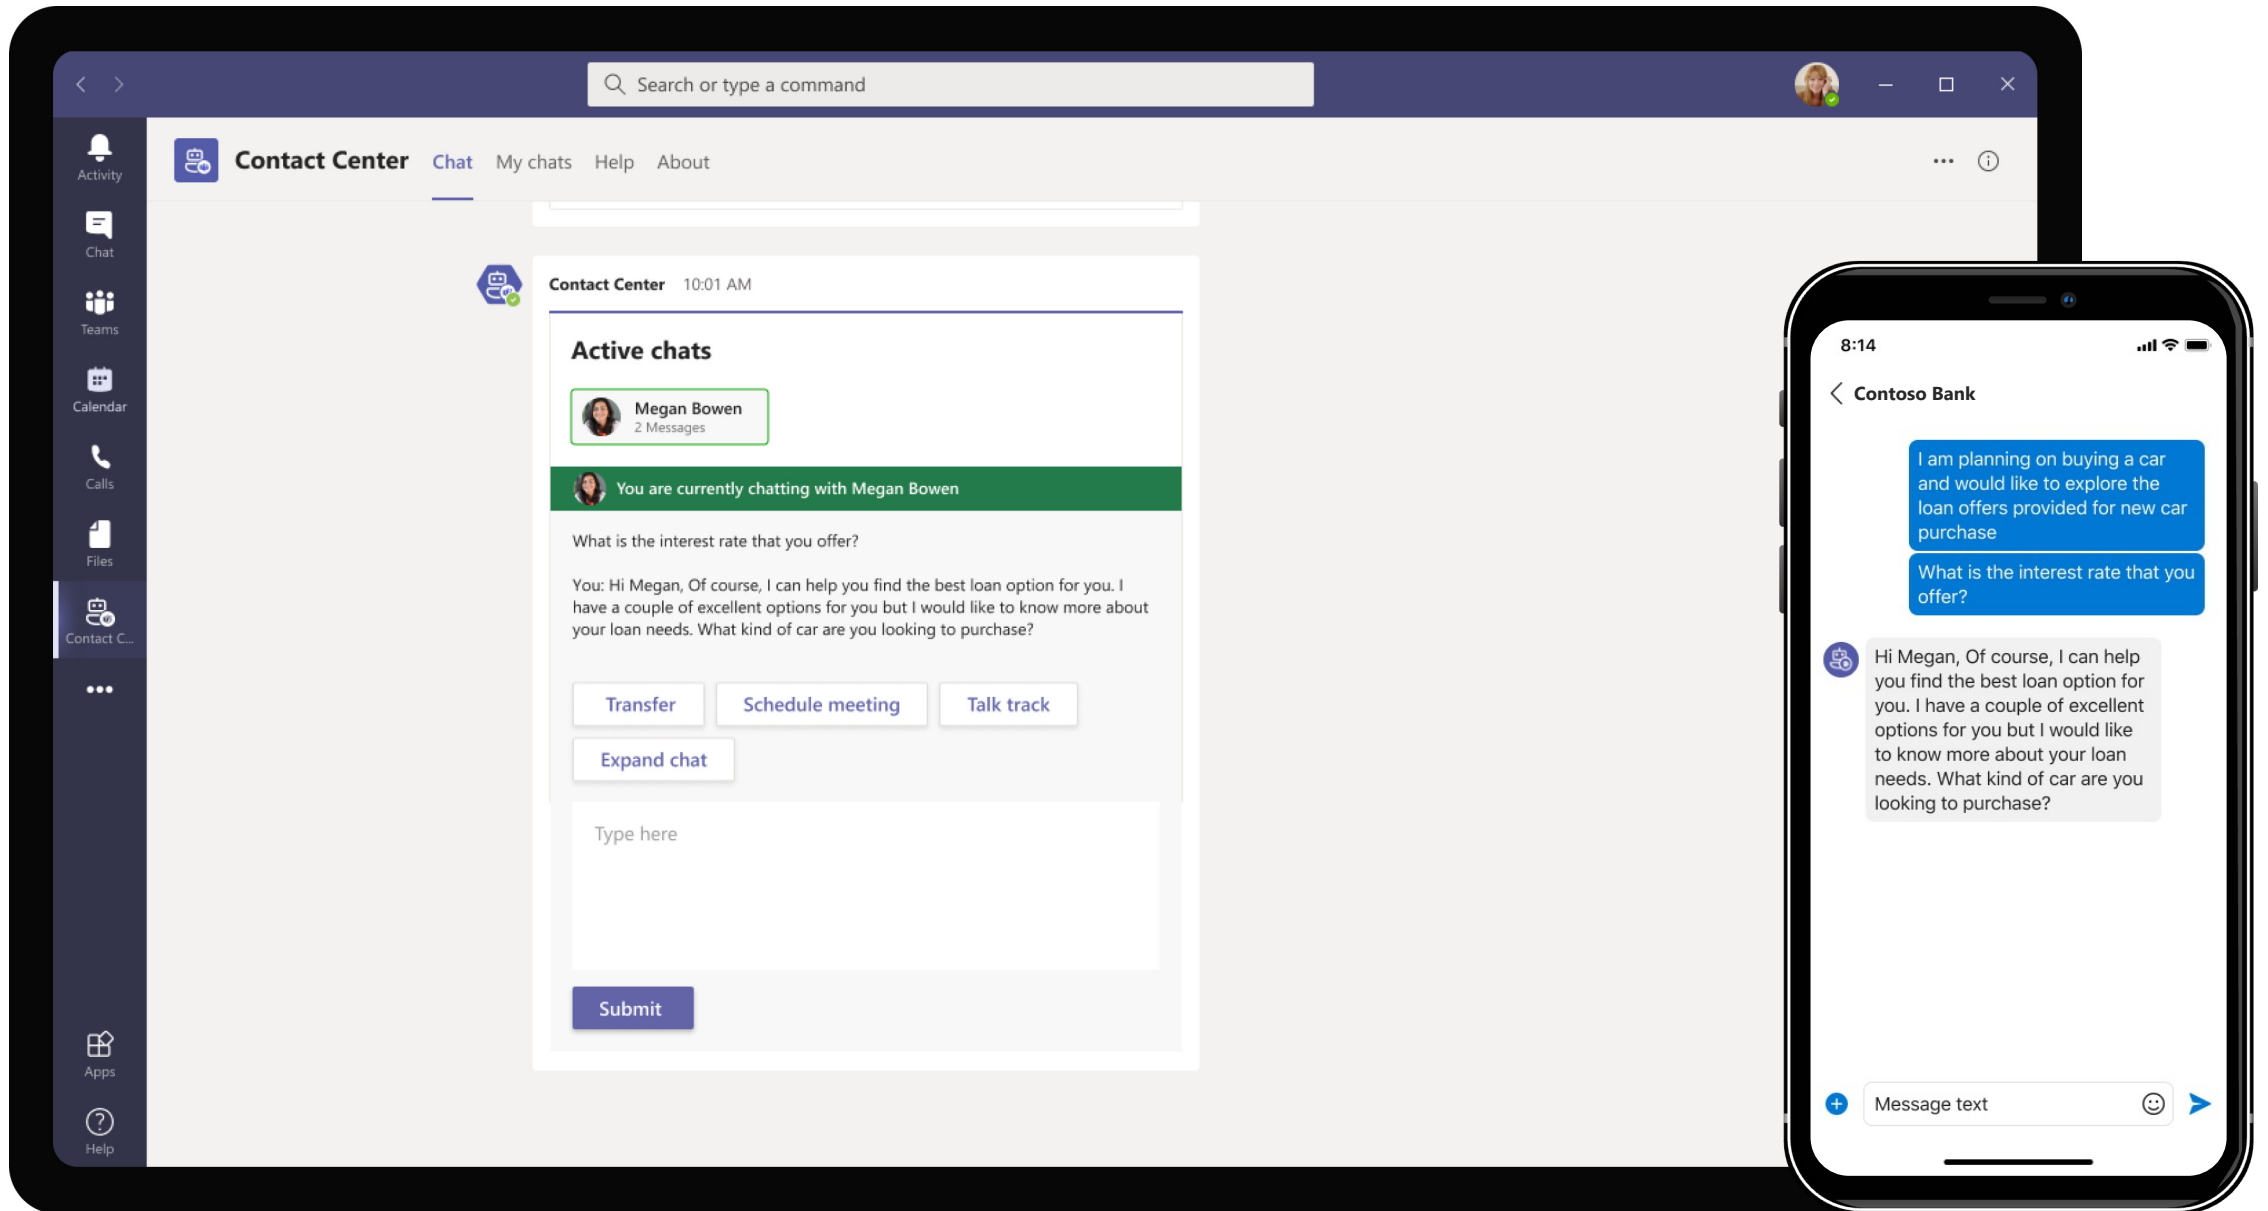 Search or type a command
Activity
Chat
Teams
Calendar
Calls
Files
Contact C...
Apps
Help
Contact Center Chat My chats Help About
Contact Center 10:01 AM
Active chats
Megan Bowen
2 Messages
You are currently chatting with Megan Bowen
What is the interest rate that you offer?
You: Hi Megan, Of course, I can help you find the best loan option for you. I
have a couple of excellent options for you but I would like to know more about
your loan needs. What kind of car are you looking to purchase?
Transfer Schedule meeting Talk track
Expand chat
Type here
Submit
8:14
Contoso Bank
I am planning on buying a car
and would like to explore the
loan offers provided for new car
purchase
What is the interest rate that you
offer?
Hi Megan, Of course, I can help
you find the best loan option for
you. I have a couple of excellent
options for you but I would like
to know more about your loan
needs. What kind of car are you
looking to purchase?
Message text